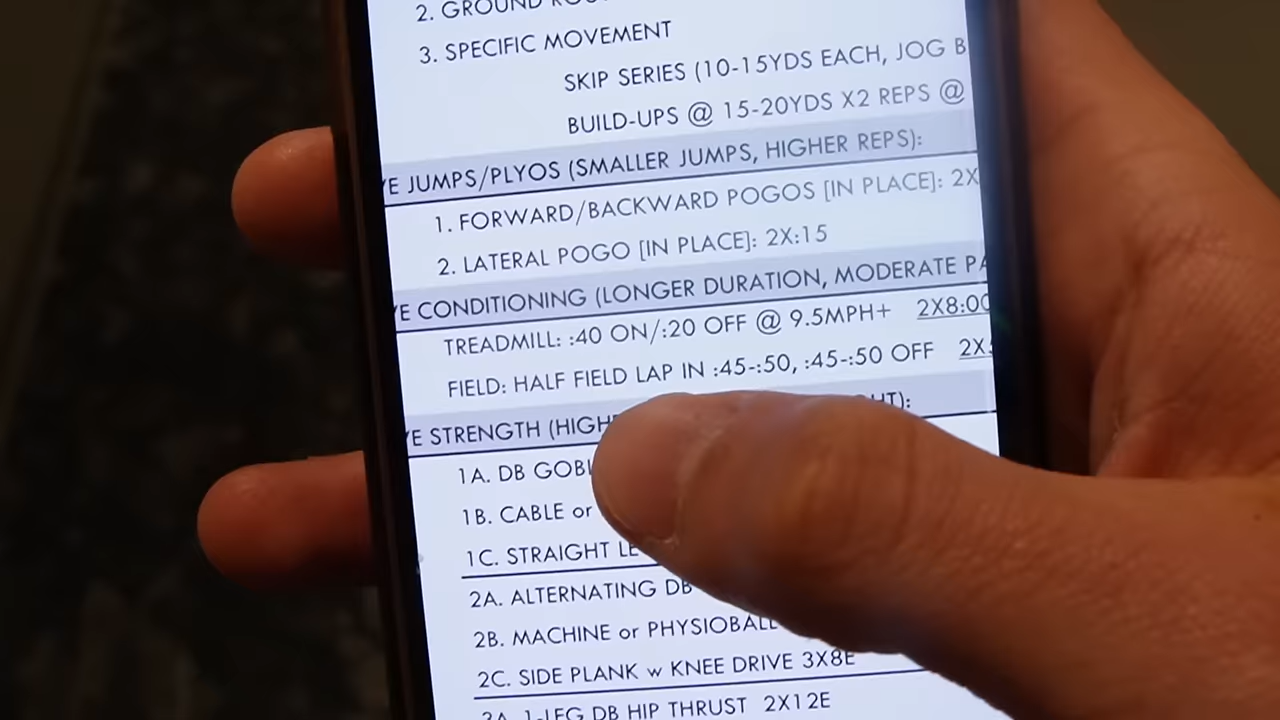 2. GROUND
3. SPECIFIC MOVEMENT
SKIP SERIES (10-15YDS EACH, JOG B
BUILD-UPS @ 15-20YDS X2 REPS @
E JUMPS/PLYOS (SMALLER JUMPS, HIGHER REPS):
1. FORWARD/BACKWARD POGOS [IN PLACE]: 2X
2. LATERAL POGO [IN PLACE]: 2X:15
E CONDITIONING (LONGER DURATION, MODERATE
TREADMILL: :40 ON/:20 OFF @ 9.5MPH+ 2X8:00
FIELD: HALF FIELD LAP IN :45-:50, :45-:50 OFF 2X
E STRENGTH (HIGH
1A. DB
1B. CABLE or
1C. STRAIGHT
2A. ALTERNATING DB
2B. MACHINE or PHYSIOBALL
2C. SIDE PLANK w KNEE DRIVE 3X8E
1-LEG DB HIP THRUST 2X12E